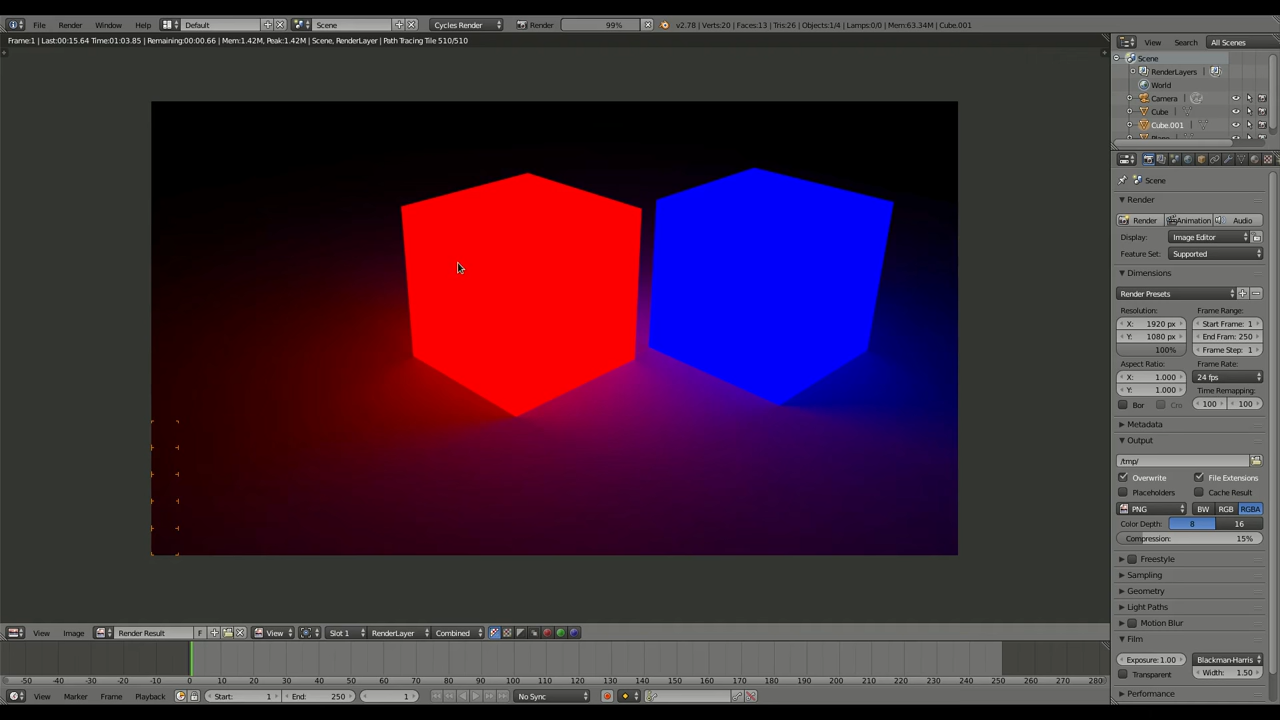 File Render Window Help Default Scene Cycles Render Render 99% v2.78 | Verts:20 | Faces:13 | Tris:26 | Objects:1/4 | Lamps:0/0 | Mem:63.34M | Cube.001
Frame:1 | Last:00:15.64 Time:01:03.85 | Remaining:00:00.66 | Mem:1.42M, Peak:1.42M | Scene, RenderLayer | Path Tracing Tile 510/510
View Search All Scenes
Scene
RenderLayers
World
Camera
Cube
Cube.001
Scene
Render
Render Animation Audio
Display: Image Editor
Feature Set: Supported
Dimensions
Render Presets
Resolution: Frame Range:
X: 1920 px Start Frame: 1
Y: 1080 px End Fram: 250
100% Frame Step: 1
Aspect Ratio: Frame Rate:
X: 1.000 24 fps
Y: 1.000 Time Remapping:
Bor Cro 100 100
Metadata
Output
/tmp/
Overwrite File Extensions
Placeholders Cache Result
PNG BW RGB RGBA
Color Depth: 8 16
Compression: 15%
Freestyle
Sampling
Geometry
Light Paths
Motion Blur
Film
Exposure:1.00 Blackman-Harris
Transparent Width: 1.50
Performance
View Image Render Result F View Slot 1 RenderLayer Combined
-50 -40 -30 -20 -10 0 10 20 30 40 50 60 70 80 90 100 110 120 130 140 150 160 170 180 190 200 210 220 230 240 250 260 270 280
View Marker Frame Playback Start: 1 End: 250 1 No Sync